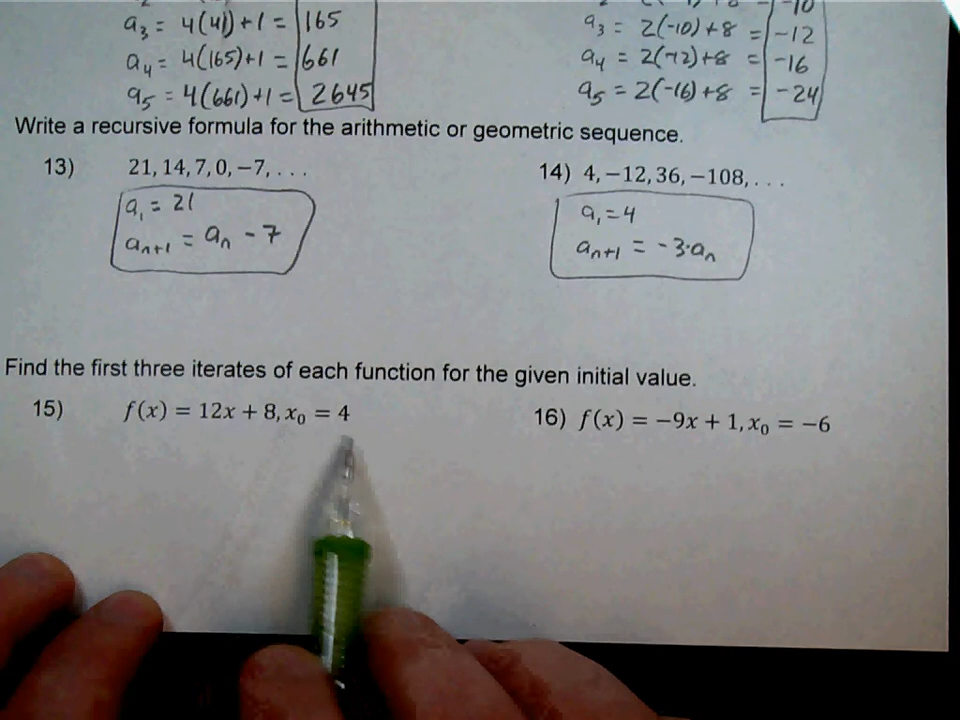 a₃ = 4(41)+1 = 165
a₄ = 4(165)+1 = 661
a₅ = 4(661)+1 = 2645
-10
a₃ = 2(-10)+8 = -12
a₄ = 2(-12)+8 = -16
a₅ = 2(-16)+8 = -24
Write a recursive formula for the arithmetic or geometric sequence.
13) 21, 14, 7, 0, −7, . . .
a₁ = 21
aₙ₊₁ = aₙ - 7
14) 4, −12, 36, −108, . . .
a₁ = 4
aₙ₊₁ = -3·aₙ
Find the first three iterates of each function for the given initial value.
15) f(x) = 12x + 8, x₀ = 4
16) f(x) = −9x + 1, x₀ = −6